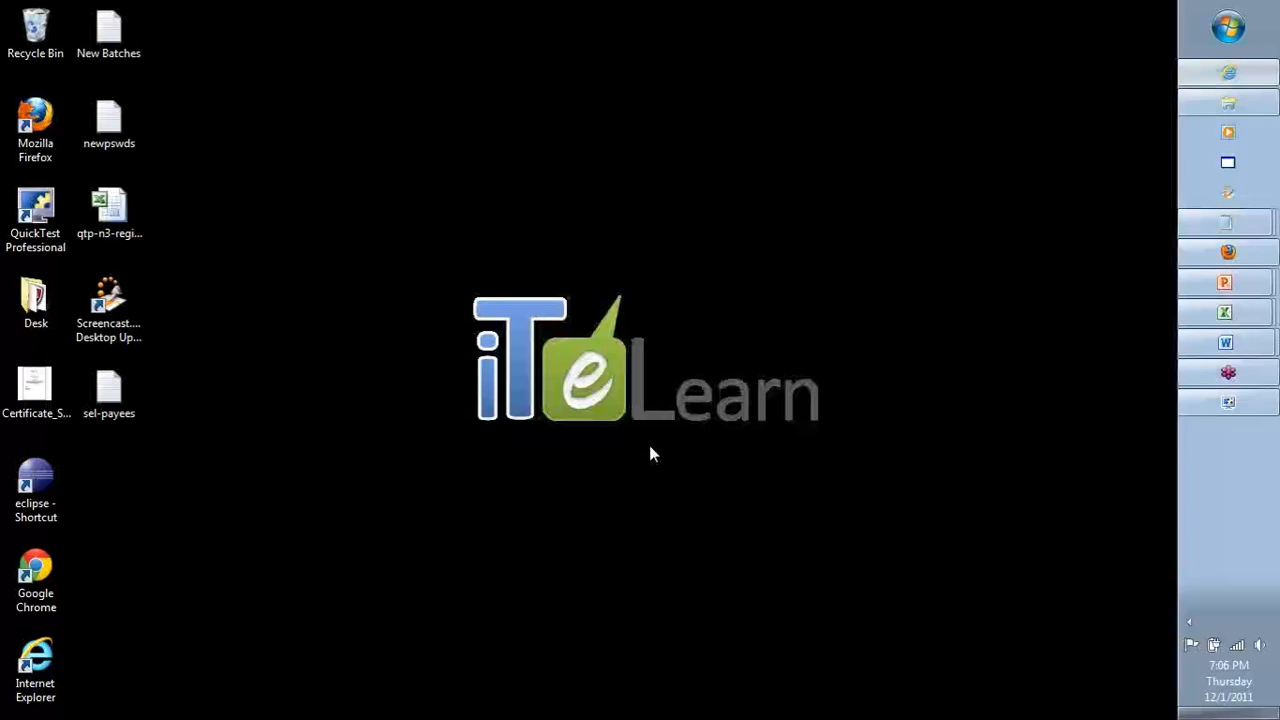 Recycle Bin
New Batches
Mozilla
Firefox
newpswds
QuickTest
Professional
qtp-n3-regi...
Desk
Screencast....
Desktop Up...
Certificate_S...
sel-payees
eclipse -
Shortcut
Google
Chrome
Internet
Explorer
iTeLearn
7:06 PM
Thursday
12/1/2011